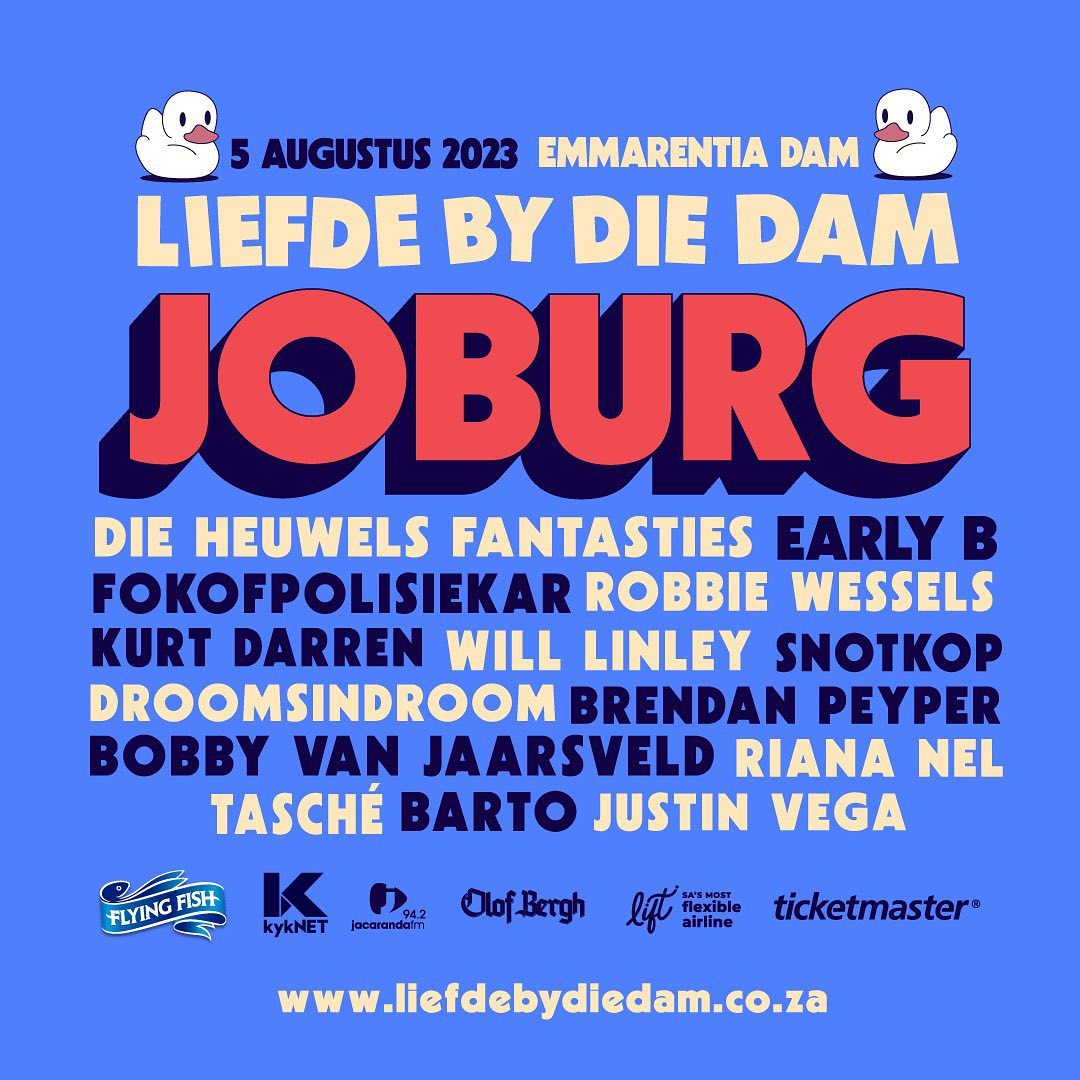 5 AUGUSTUS 2023 EMMARENTIA DAM
LIEFDE BY DIE DAM
JOBURG
DIE HEUWELS FANTASTIES EARLY B
FOKOFPOLISIEKAR ROBBIE WESSELS
KURT DARREN WILL LINLEY SNOTKOP
DROOMSINDROOM BRENDAN PEYPER
BOBBY VAN JAARSVELD RIANA NEL
TASCHÉ BARTO JUSTIN VEGA
FLYING FISH
K
kykNET
94.2
jacarandafm
Olof Bergh
lift
SA'S MOST
flexible
airline
ticketmaster®
www.liefdebydiedam.co.za